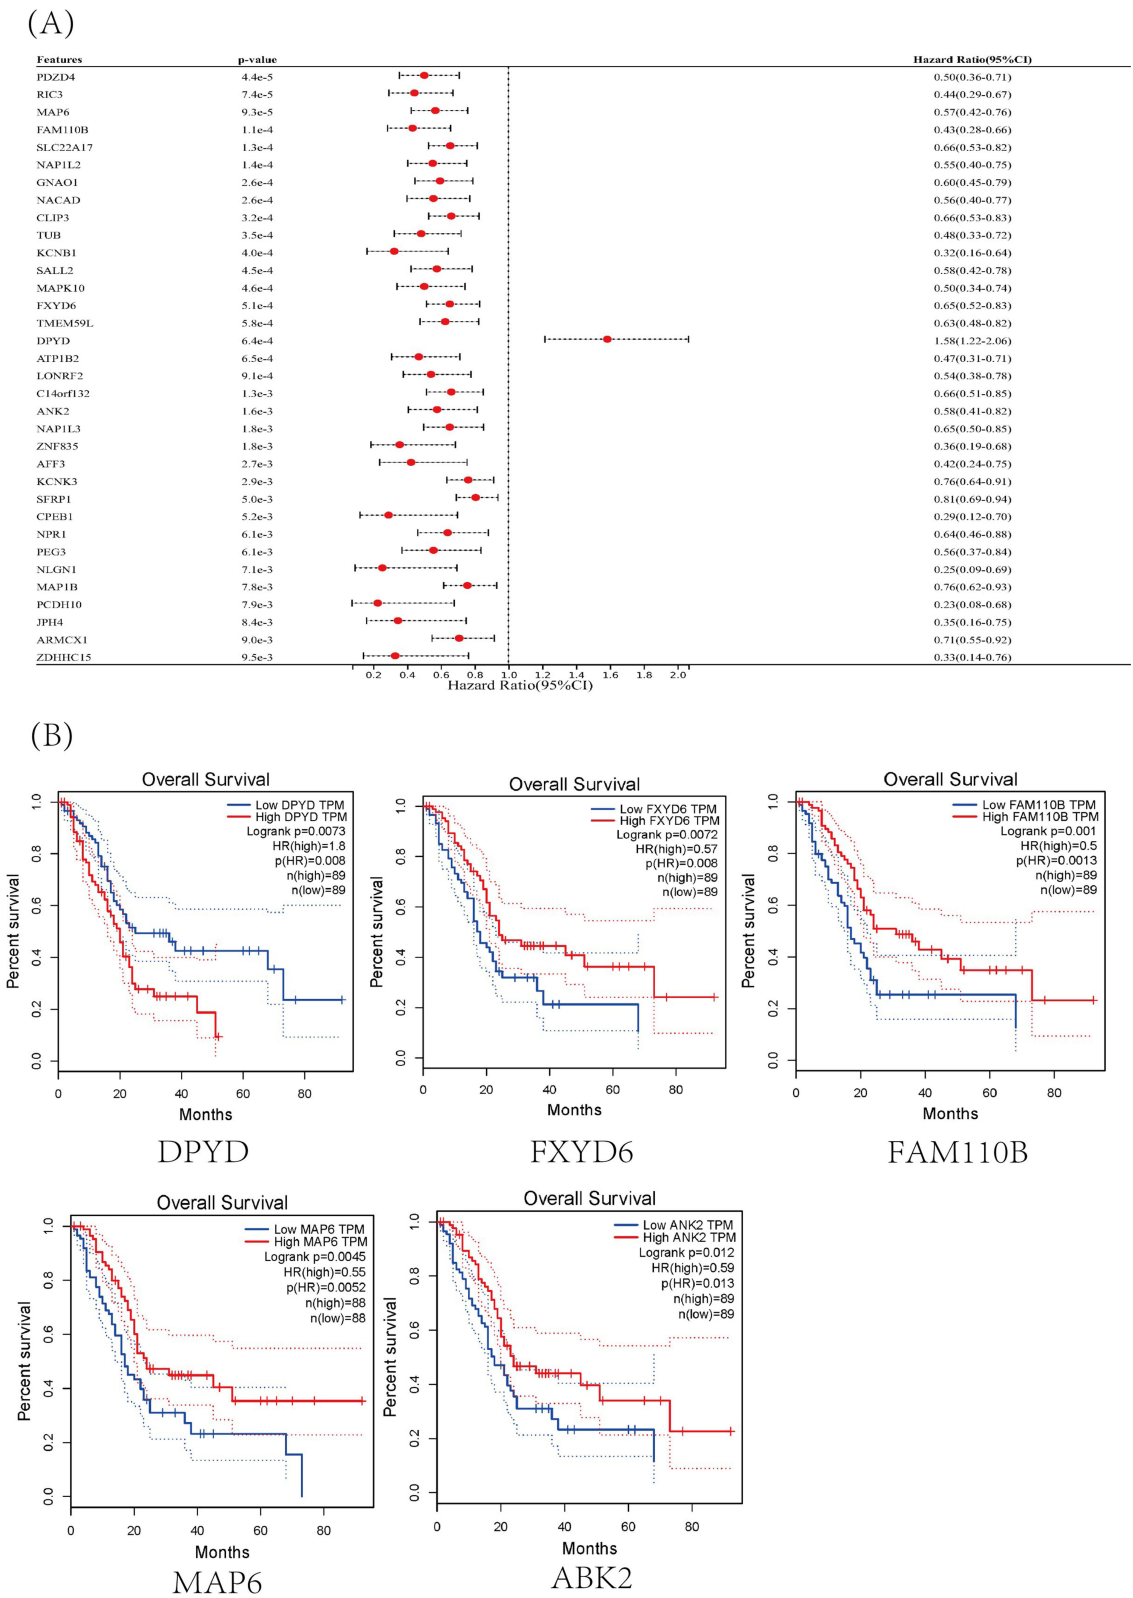 (A)
Features p-value Hazard Ratio(95%CI)
PDZD4 4.4e-5 0.50(0.36-0.71)
RIC3 7.4e-5 0.44(0.29-0.67)
MAP6 9.3e-5 0.57(0.42-0.76)
FAM110B 1.1e-4 0.43(0.28-0.66)
SLC22A17 1.3e-4 0.66(0.53-0.82)
NAP1L2 1.4e-4 0.55(0.40-0.75)
GNAO1 2.6e-4 0.60(0.45-0.79)
NACAD 2.6e-4 0.56(0.40-0.77)
CLIP3 3.2e-4 0.66(0.53-0.83)
TUB 3.5e-4 0.48(0.33-0.72)
KCNB1 4.0e-4 0.32(0.16-0.64)
SALL2 4.5e-4 0.58(0.42-0.78)
MAPK10 4.6e-4 0.50(0.34-0.74)
FXYD6 5.1e-4 0.65(0.52-0.83)
TMEM59L 5.8e-4 0.63(0.48-0.82)
DPYD 6.4e-4 1.58(1.22-2.06)
ATP1B2 6.5e-4 0.47(0.31-0.71)
LONRF2 9.1e-4 0.54(0.38-0.78)
C14orf132 1.3e-3 0.66(0.51-0.85)
ANK2 1.6e-3 0.58(0.41-0.82)
NAP1L3 1.8e-3 0.65(0.50-0.85)
ZNF835 1.8e-3 0.36(0.19-0.68)
AFF3 2.7e-3 0.42(0.24-0.75)
KCNK3 2.9e-3 0.76(0.64-0.91)
SFRP1 5.0e-3 0.81(0.69-0.94)
CPEB1 5.2e-3 0.29(0.12-0.70)
NPR1 6.1e-3 0.64(0.46-0.88)
PEG3 6.1e-3 0.56(0.37-0.84)
NLGN1 7.1e-3 0.25(0.09-0.69)
MAP1B 7.8e-3 0.76(0.62-0.93)
PCDH10 7.9e-3 0.23(0.08-0.68)
JPH4 8.4e-3 0.35(0.16-0.75)
ARMCX1 9.0e-3 0.71(0.55-0.92)
ZDHHC15 9.5e-3 0.33(0.14-0.76)
0.2 0.4 0.6 0.8 1.0 1.2 1.4 1.6 1.8 2.0
Hazard Ratio(95%CI)
(B)
Overall Survival
Low DPYD TPM
High DPYD TPM
Logrank p=0.0073
HR(high)=1.8
p(HR)=0.008
n(high)=89
n(low)=89
Percent survival
1.0
0.8
0.6
0.4
0.2
0.0
0 20 40 60 80
Months
DPYD
Overall Survival
Low FXYD6 TPM
High FXYD6 TPM
Logrank p=0.0072
HR(high)=0.57
p(HR)=0.008
n(high)=89
n(low)=89
Percent survival
1.0
0.8
0.6
0.4
0.2
0.0
0 20 40 60 80
Months
FXYD6
Overall Survival
Low FAM110B TPM
High FAM110B TPM
Logrank p=0.001
HR(high)=0.5
p(HR)=0.0013
n(high)=89
n(low)=89
Percent survival
1.0
0.8
0.6
0.4
0.2
0.0
0 20 40 60 80
Months
FAM110B
Overall Survival
Low MAP6 TPM
High MAP6 TPM
Logrank p=0.0045
HR(high)=0.55
p(HR)=0.0052
n(high)=88
n(low)=88
Percent survival
1.0
0.8
0.6
0.4
0.2
0.0
0 20 40 60 80
Months
MAP6
Overall Survival
Low ANK2 TPM
High ANK2 TPM
Logrank p=0.012
HR(high)=0.59
p(HR)=0.013
n(high)=89
n(low)=89
Percent survival
1.0
0.8
0.6
0.4
0.2
0.0
0 20 40 60 80
Months
ABK2